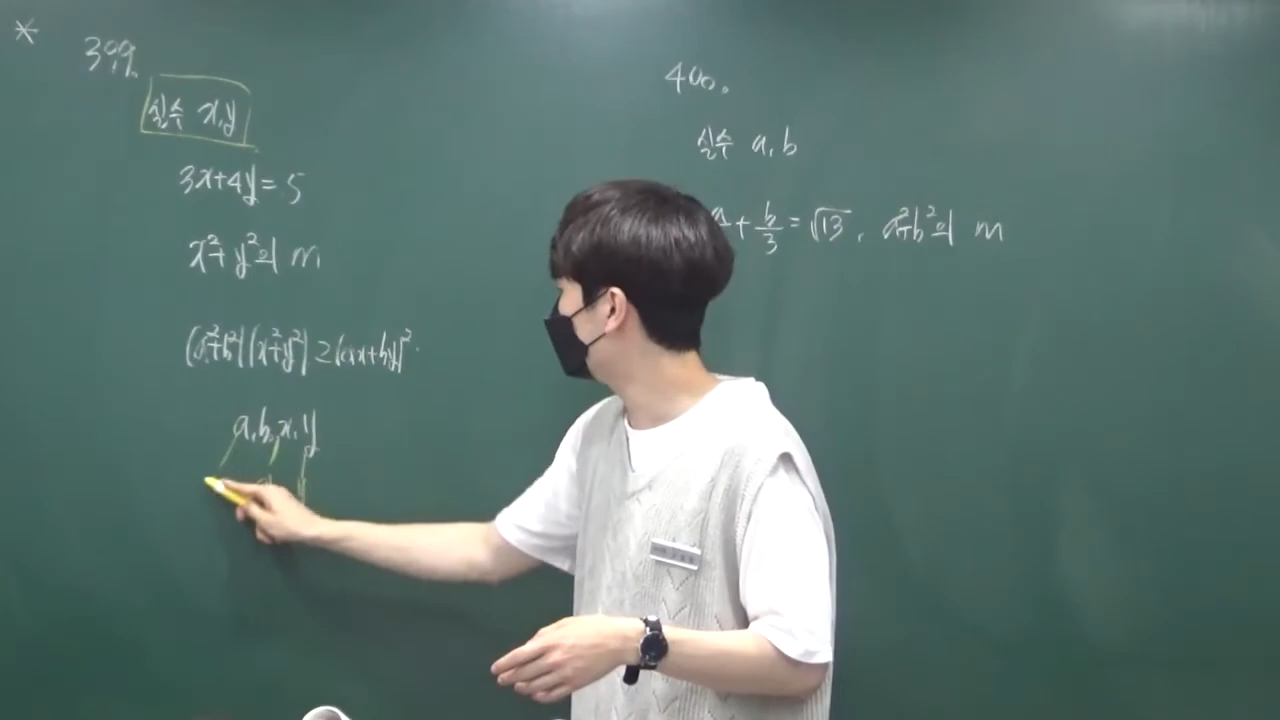 *
399.
실수 x,y
3x+4y=5
x²+y²의 m
(a²+b²)(x²+y²)≥(ax+by)².
a,b,x,y
400.
실수 a,b
+ b/3 = √13, a²+b²의 m